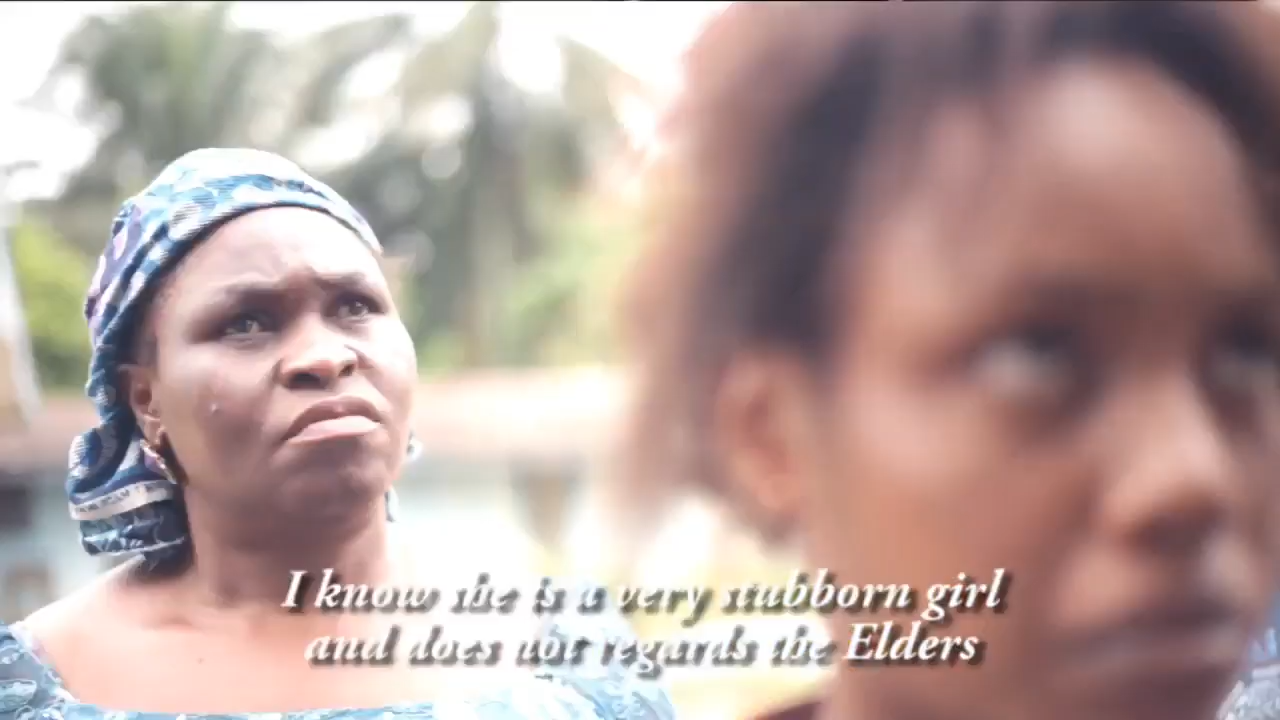 I know she is a very stubborn girl
and does not regards the Elders